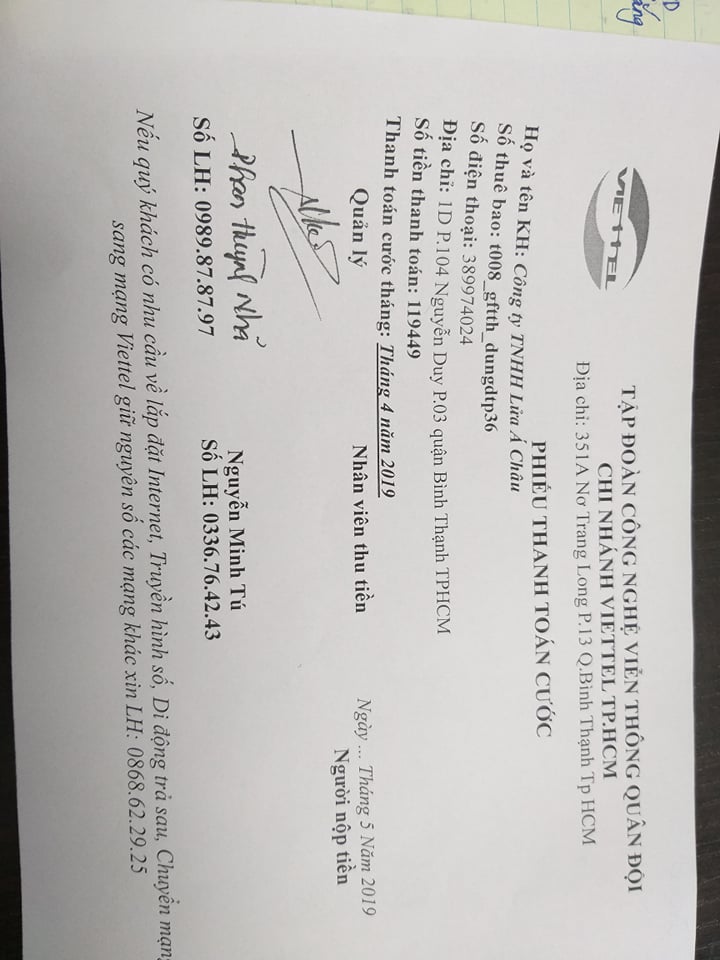 D
ắng
VIETTEL
TẬP ĐOÀN CÔNG NGHỆ VIỄN THÔNG QUÂN ĐỘI
CHI NHÁNH VIETTEL TP.HCM
Địa chỉ: 351A Nơ Trang Long P.13 Q.Bình Thạnh Tp HCM
PHIẾU THANH TOÁN CƯỚC
Họ và tên KH: Công ty TNHH Lửa Á Châu
Số thuê bao: t008_gftth_dungdtp36
Số điện thoại: 389974024
Địa chỉ: 1D P.104 Nguyễn Duy P.03 quận Bình Thạnh TPHCM
Số tiền thanh toán: 119449
Thanh toán cước tháng: Tháng 4 năm 2019
Ngày ... Tháng 5 Năm 2019
Quản lý Nhân viên thu tiền Người nộp tiền
Phan Huỳnh Nhã
Nguyễn Minh Tú
Số LH: 0989.87.87.97 Số LH: 0336.76.42.43
Nếu quý khách có nhu cầu về lắp đặt Internet, Truyền hình số, Di động trả sau, Chuyển mạng
sang mạng Viettel giữ nguyên số các mạng khác xin LH: 0868.62.29.25